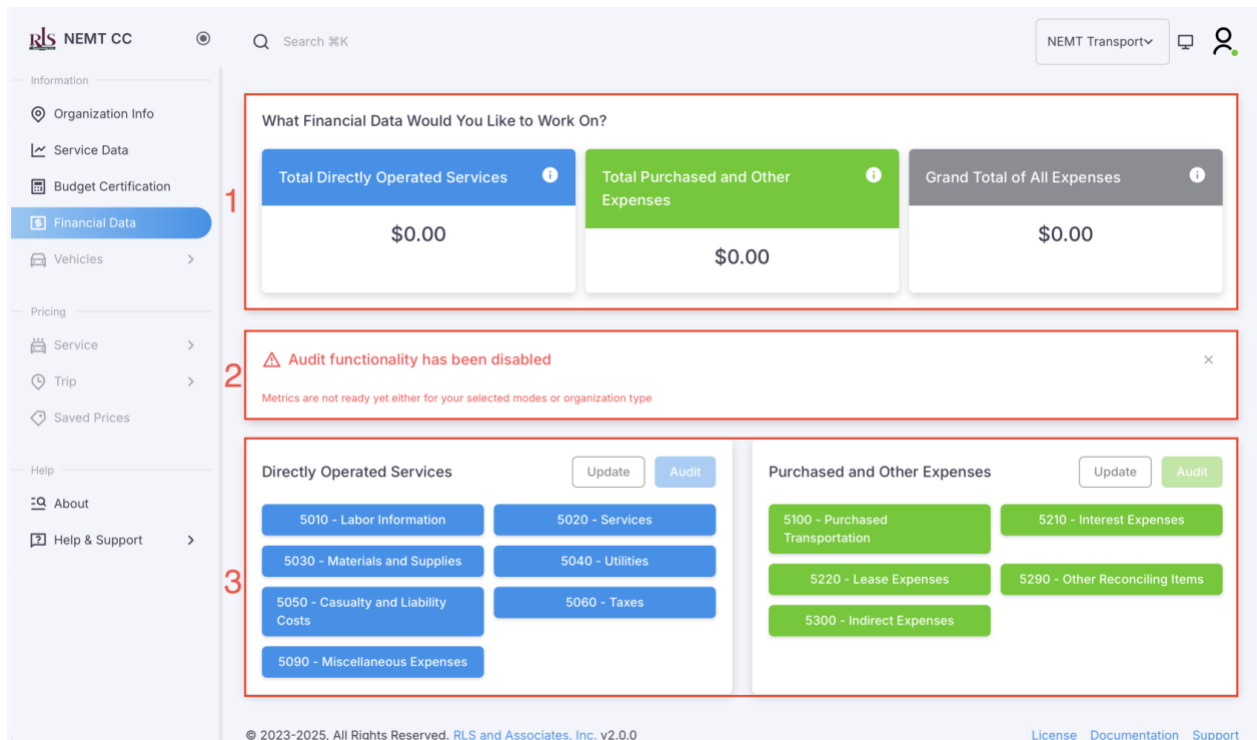 RLS NEMT CC
Search ⌘K
NEMT Transport
Information
Organization Info
Service Data
Budget Certification
Financial Data
Vehicles
Pricing
Service
Trip
Saved Prices
Help
About
Help & Support
1
What Financial Data Would You Like to Work On?
Total Directly Operated Services
$0.00
Total Purchased and Other
Expenses
$0.00
Grand Total of All Expenses
$0.00
2
Audit functionality has been disabled
Metrics are not ready yet either for your selected modes or organization type
3
Directly Operated Services
Update
Audit
5010 - Labor Information
5020 - Services
5030 - Materials and Supplies
5040 - Utilities
5050 - Casualty and Liability
Costs
5060 - Taxes
5090 - Miscellaneous Expenses
Purchased and Other Expenses
Update
Audit
5100 - Purchased
Transportation
5210 - Interest Expenses
5220 - Lease Expenses
5290 - Other Reconciling Items
5300 - Indirect Expenses
© 2023-2025, All Rights Reserved, RLS and Associates, Inc. v2.0.0
License Documentation Support